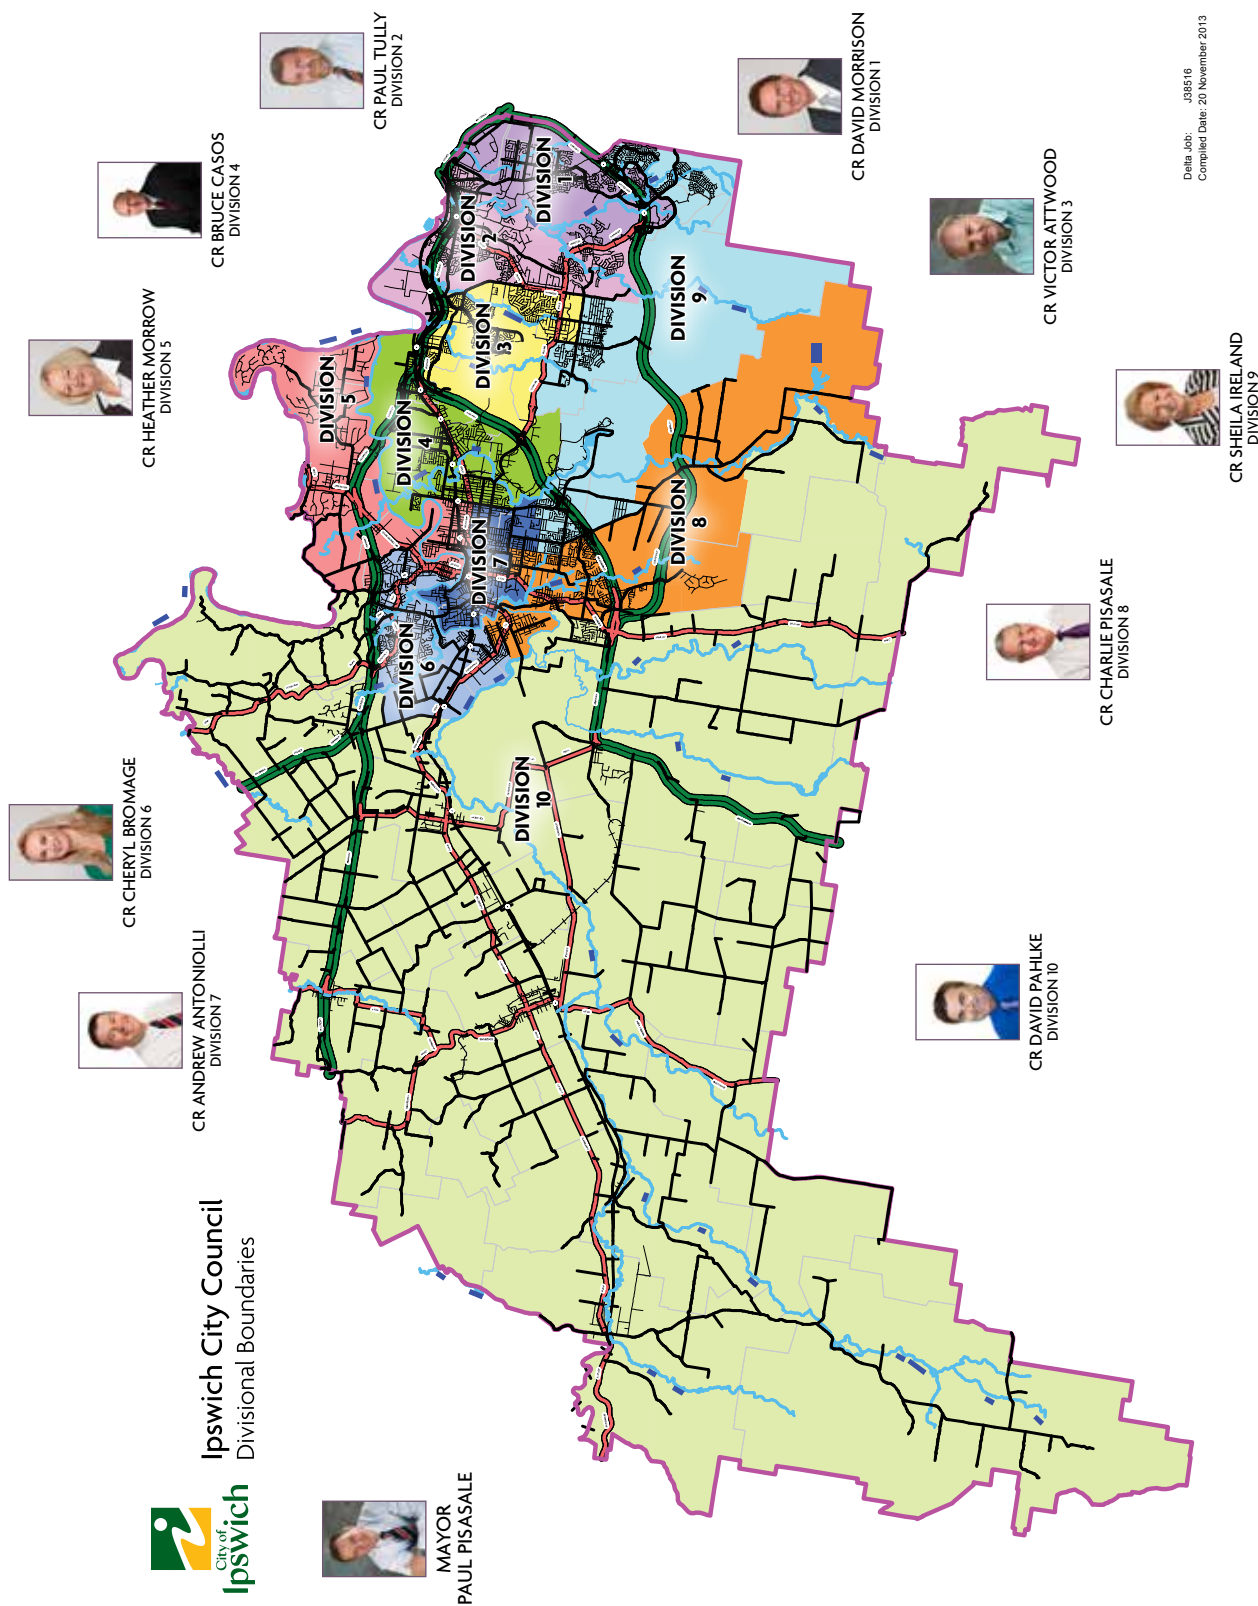 City of
Ipswich
Ipswich City Council
Divisional Boundaries
MAYOR
PAUL PISASALE
CR ANDREW ANTONIOLLI
DIVISION 7
CR CHERYL BROMAGE
DIVISION 6
CR HEATHER MORROW
DIVISION 5
CR BRUCE CASOS
DIVISION 4
CR PAUL TULLY
DIVISION 2
CR DAVID MORRISON
DIVISION 1
CR VICTOR ATTWOOD
DIVISION 3
CR SHEILA IRELAND
DIVISION 9
CR CHARLIE PISASALE
DIVISION 8
CR DAVID PAHLKE
DIVISION 10
DIVISION
5
DIVISION
4
DIVISION
2
DIVISION
1
DIVISION
3
DIVISION
6
DIVISION
7
DIVISION
9
DIVISION
8
DIVISION
10
Delta Job: J38516
Compiled Date: 20 November 2013